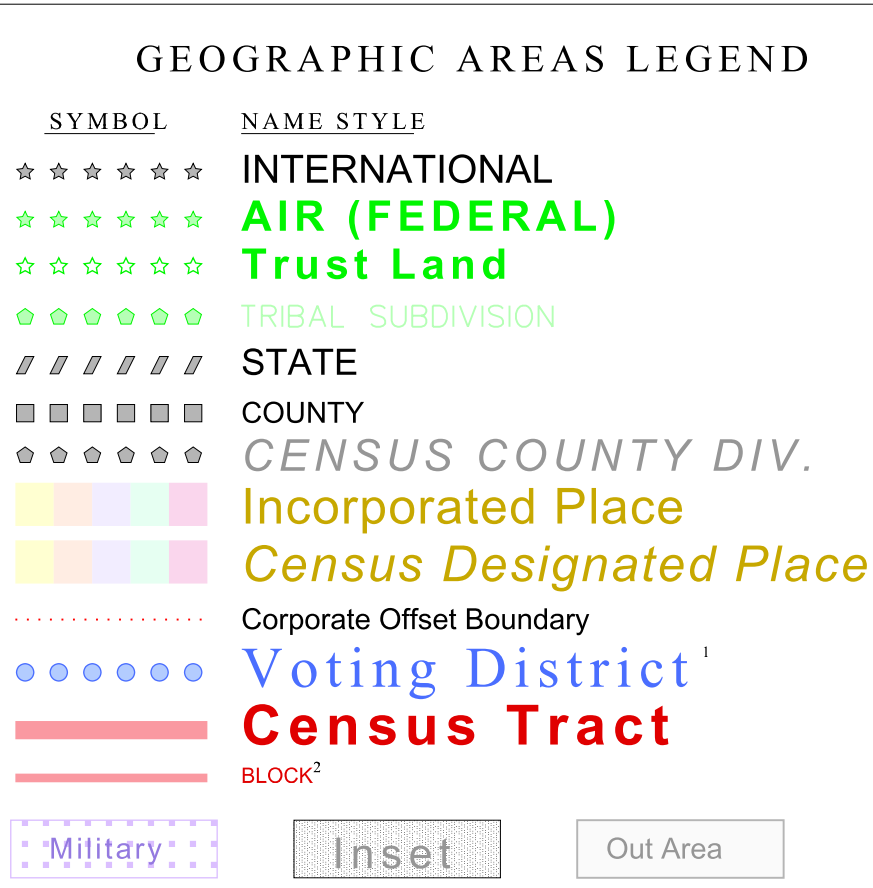 GEOGRAPHIC AREAS LEGEND
SYMBOL NAME STYLE
INTERNATIONAL
AIR (FEDERAL)
Trust Land
TRIBAL SUBDIVISION
STATE
COUNTY
CENSUS COUNTY DIV.
Incorporated Place
Census Designated Place
Corporate Offset Boundary
Voting District 1
Census Tract
BLOCK2
Military Inset Out Area